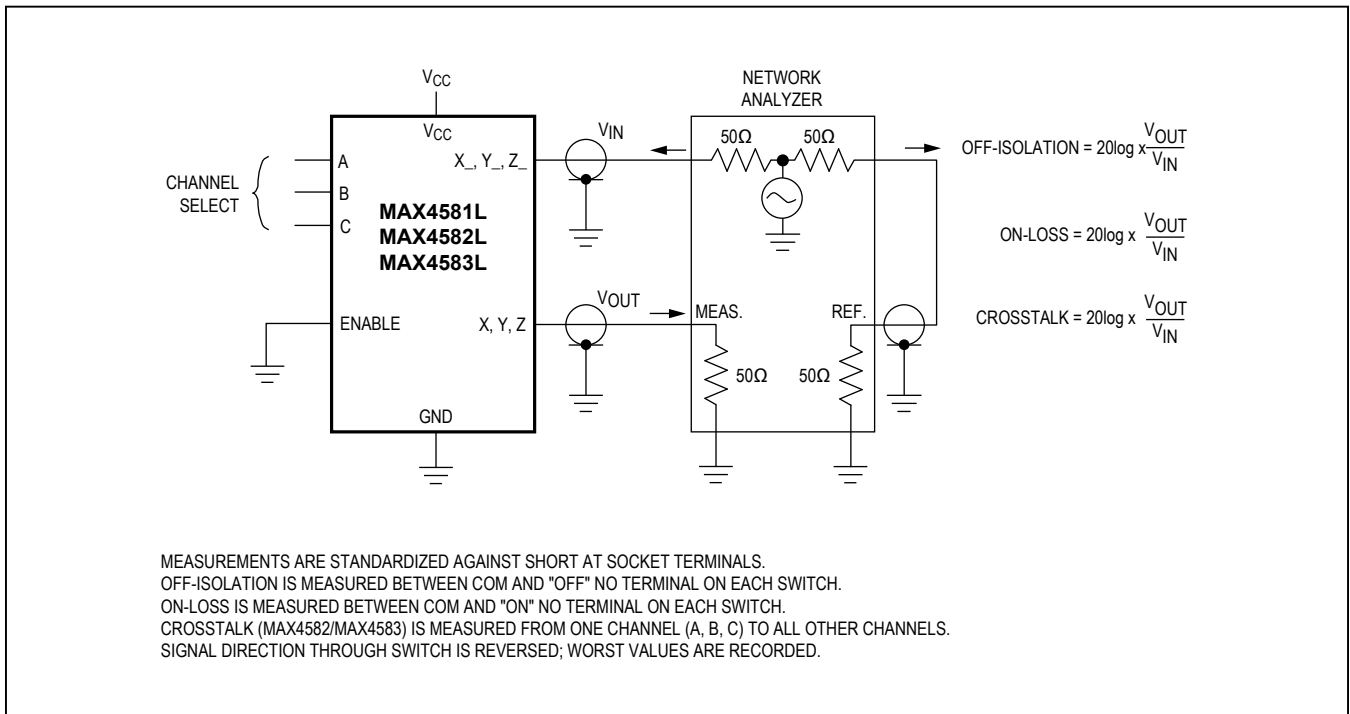 VCC
VCC
A
B
C
CHANNEL
SELECT
X_, Y_, Z_
MAX4581L
MAX4582L
MAX4583L
ENABLE
X, Y, Z
GND
VIN
VOUT
NETWORK
ANALYZER
50Ω
50Ω
MEAS.
REF.
50Ω
50Ω
OFF-ISOLATION = 20log x VOUT
VIN
ON-LOSS = 20log x VOUT
VIN
CROSSTALK = 20log x VOUT
VIN
MEASUREMENTS ARE STANDARDIZED AGAINST SHORT AT SOCKET TERMINALS.
OFF-ISOLATION IS MEASURED BETWEEN COM AND "OFF" NO TERMINAL ON EACH SWITCH.
ON-LOSS IS MEASURED BETWEEN COM AND "ON" NO TERMINAL ON EACH SWITCH.
CROSSTALK (MAX4582/MAX4583) IS MEASURED FROM ONE CHANNEL (A, B, C) TO ALL OTHER CHANNELS.
SIGNAL DIRECTION THROUGH SWITCH IS REVERSED; WORST VALUES ARE RECORDED.